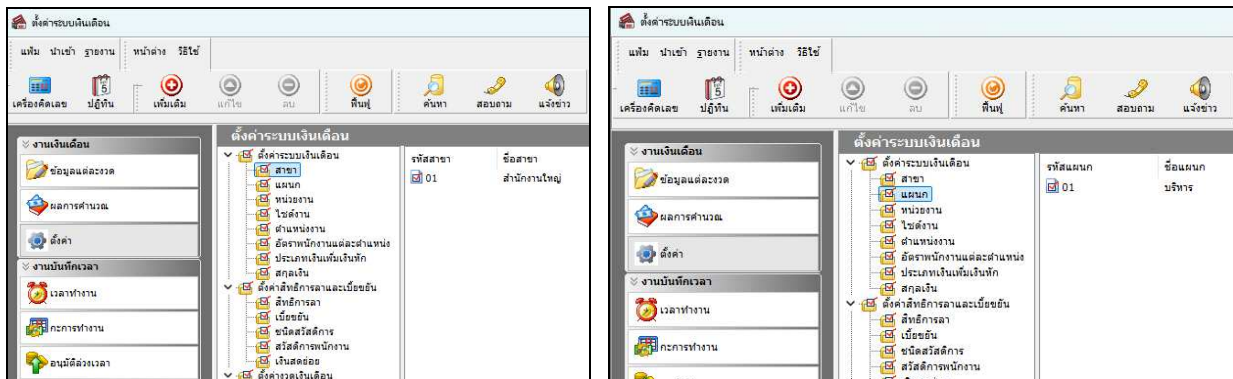 ตั้งค่าระบบเงินเดือน
แฟ้ม นำเข้า รายงาน หน้าต่าง วิธีใช้
เครื่องคิดเลข ปฏิทิน เพิ่มเติม แก้ไข ลบ ฟื้นฟู ค้นหา สอบถาม แจ้งข่าว
งานเงินเดือน
ข้อมูลแต่ละงวด
ผลการคำนวณ
ตั้งค่า
งานบันทึกเวลา
เวลาทำงาน
กะการทำงาน
อนุมัติล่วงเวลา
ตั้งค่าระบบเงินเดือน
ตั้งค่าระบบเงินเดือน
สาขา
แผนก
หน่วยงาน
ไซด์งาน
ตำแหน่งงาน
อัตราพนักงานแต่ละตำแหน่ง
ประเภทเงินเพิ่มเงินหัก
สกุลเงิน
ตั้งค่าสิทธิการลาและเบี้ยขยัน
สิทธิการลา
เบี้ยขยัน
ชนิดสวัสดิการ
สวัสดิการพนักงาน
เงินสดย่อย
ตั้งค่างวดเงินเดือน
รหัสสาขา ชื่อสาขา
01 สำนักงานใหญ่
ตั้งค่าระบบเงินเดือน
แฟ้ม นำเข้า รายงาน หน้าต่าง วิธีใช้
เครื่องคิดเลข ปฏิทิน เพิ่มเติม แก้ไข ลบ ฟื้นฟู ค้นหา สอบถาม แจ้งข่าว
งานเงินเดือน
ข้อมูลแต่ละงวด
ผลการคำนวณ
ตั้งค่า
งานบันทึกเวลา
เวลาทำงาน
กะการทำงาน
ตั้งค่าระบบเงินเดือน
ตั้งค่าระบบเงินเดือน
สาขา
แผนก
หน่วยงาน
ไซด์งาน
ตำแหน่งงาน
อัตราพนักงานแต่ละตำแหน่ง
ประเภทเงินเพิ่มเงินหัก
สกุลเงิน
ตั้งค่าสิทธิการลาและเบี้ยขยัน
สิทธิการลา
เบี้ยขยัน
ชนิดสวัสดิการ
สวัสดิการพนักงาน
รหัสแผนก ชื่อแผนก
01 บริหาร